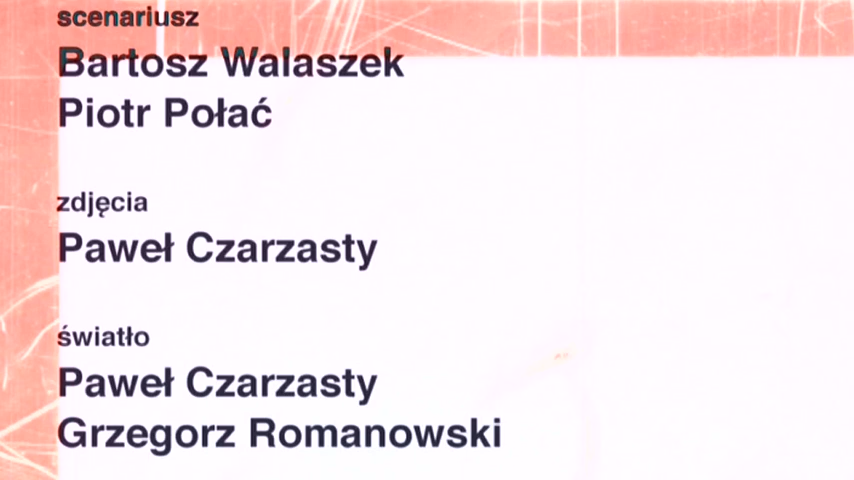 scenariusz
Bartosz Walaszek
Piotr Połać
zdjęcia
Paweł Czarzasty
światło
Paweł Czarzasty
Grzegorz Romanowski